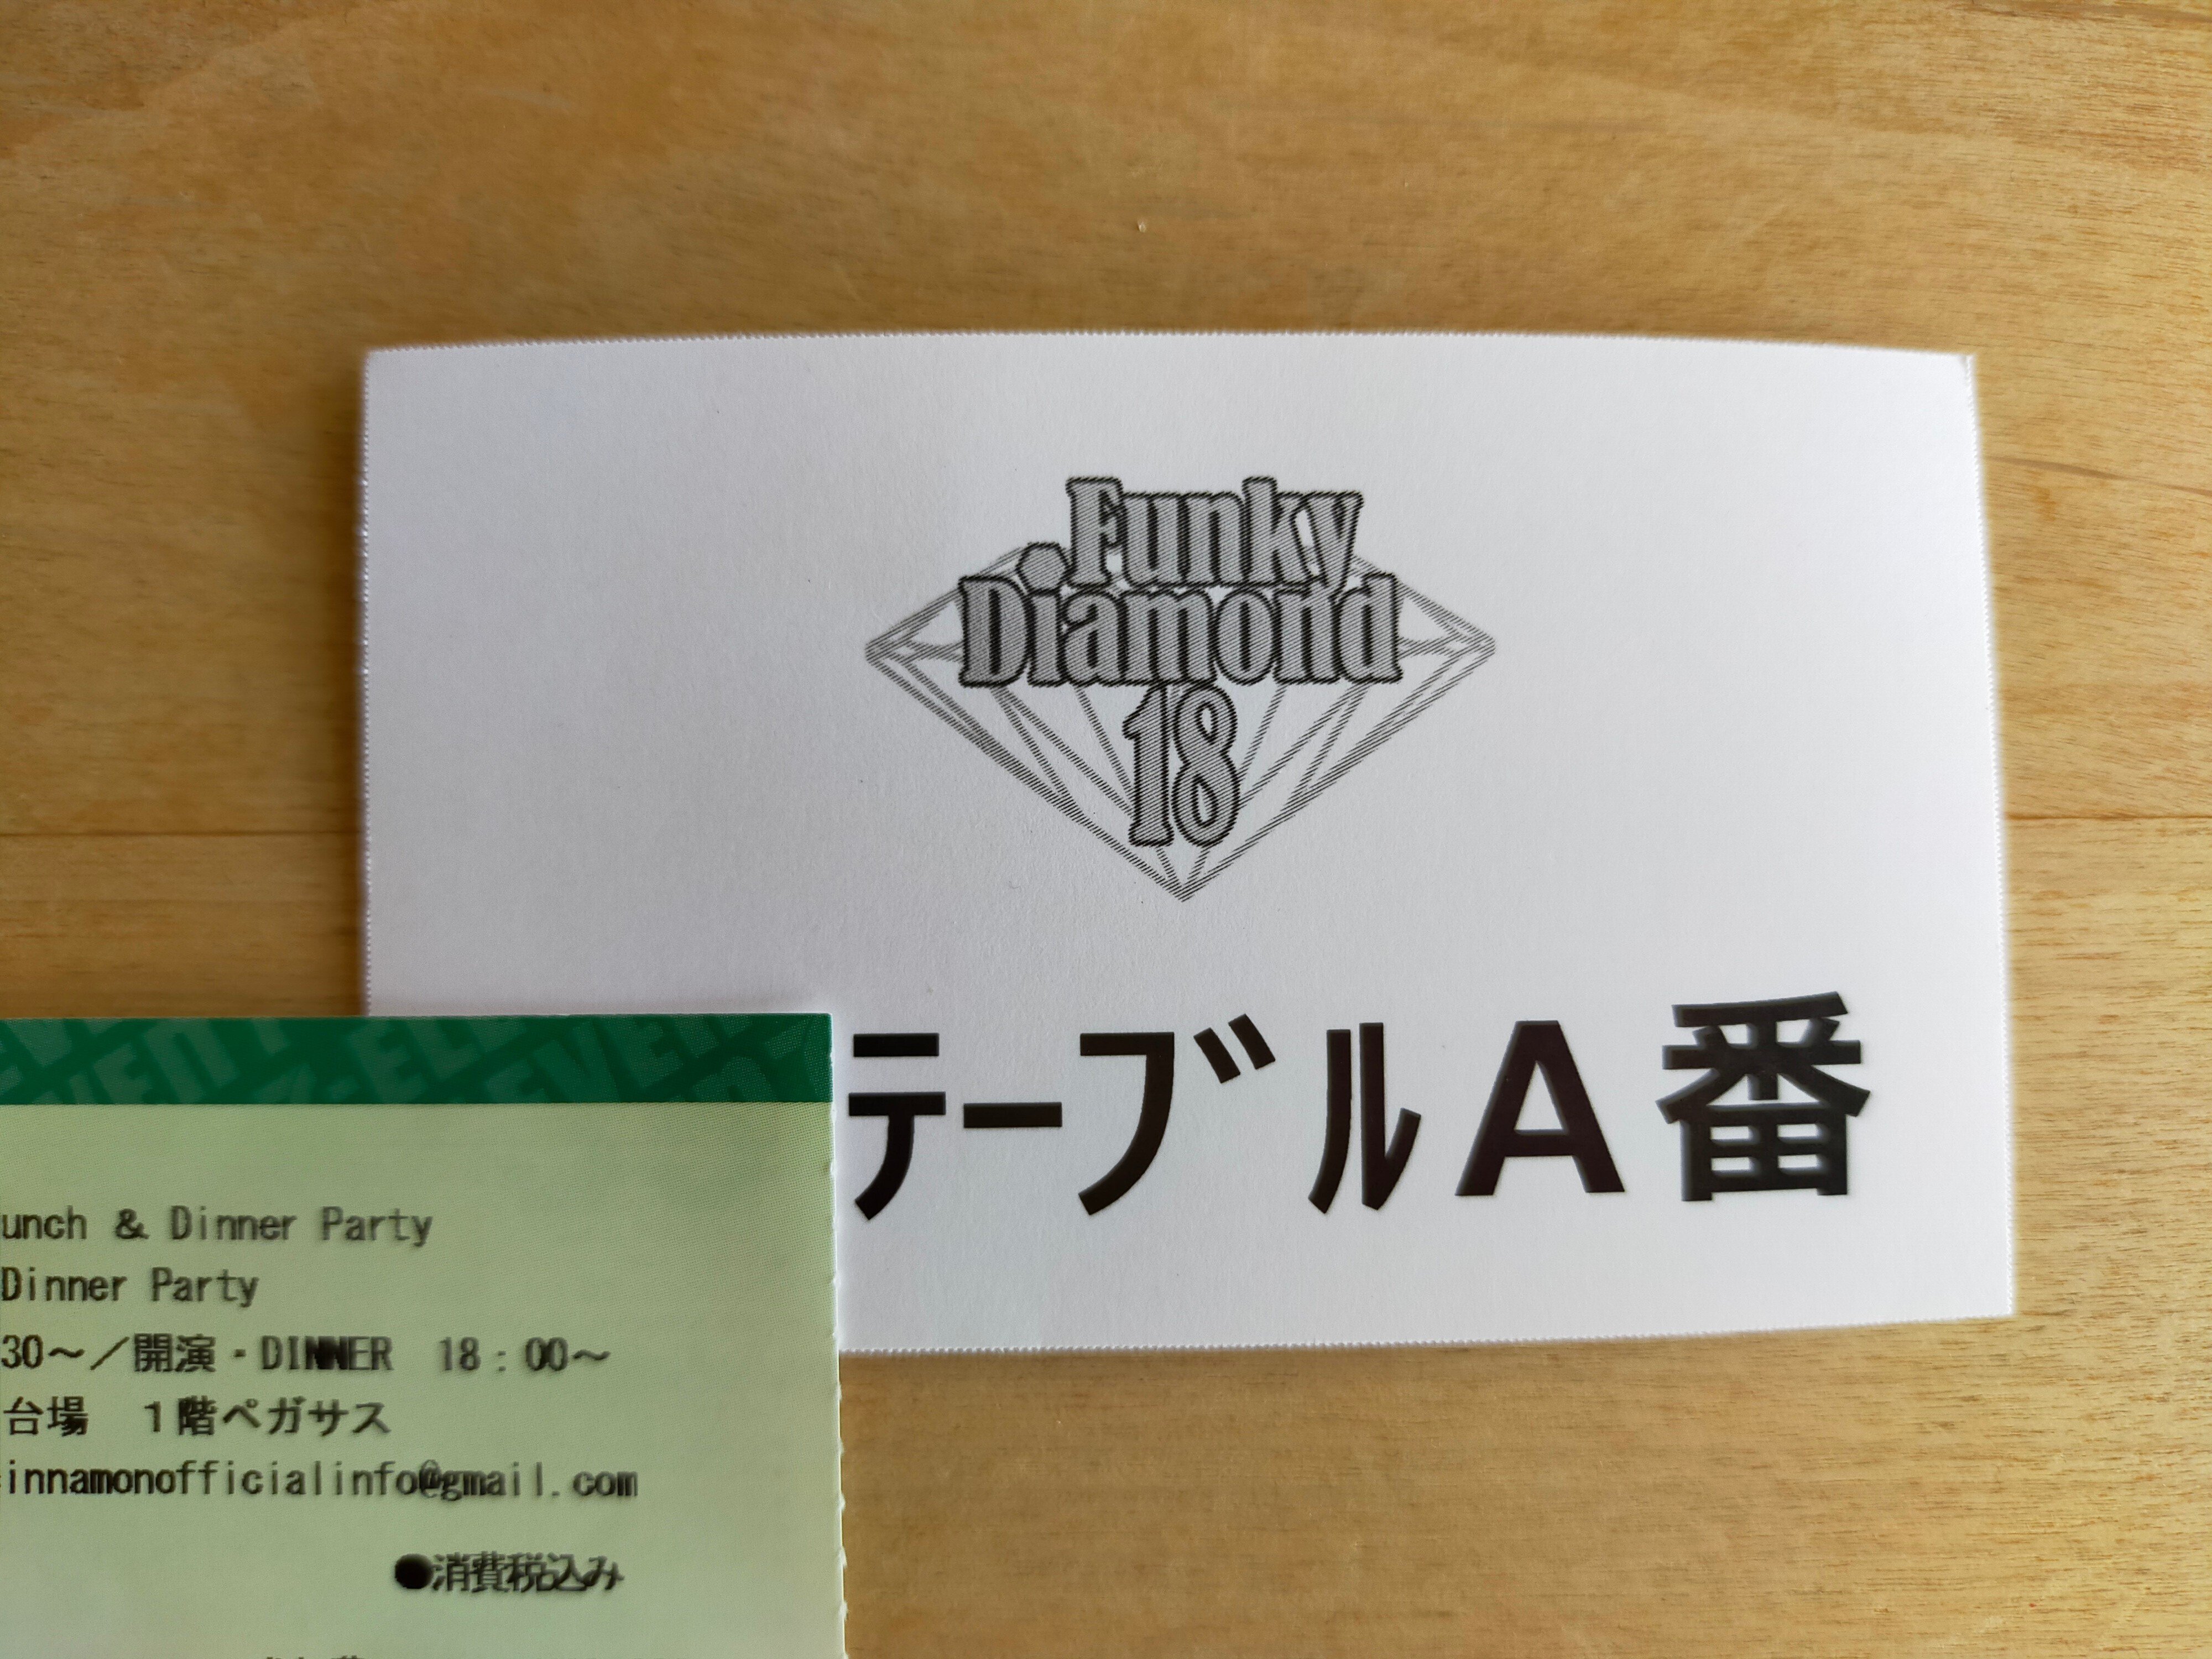 Funky
Diamond
18
テーブルA番
unch & Dinner Party
Dinner Party
30～／開演・DINNER 18：00～
台場 1階ペガサス
innamonofficialinfo@gmail.com
●消費税込み